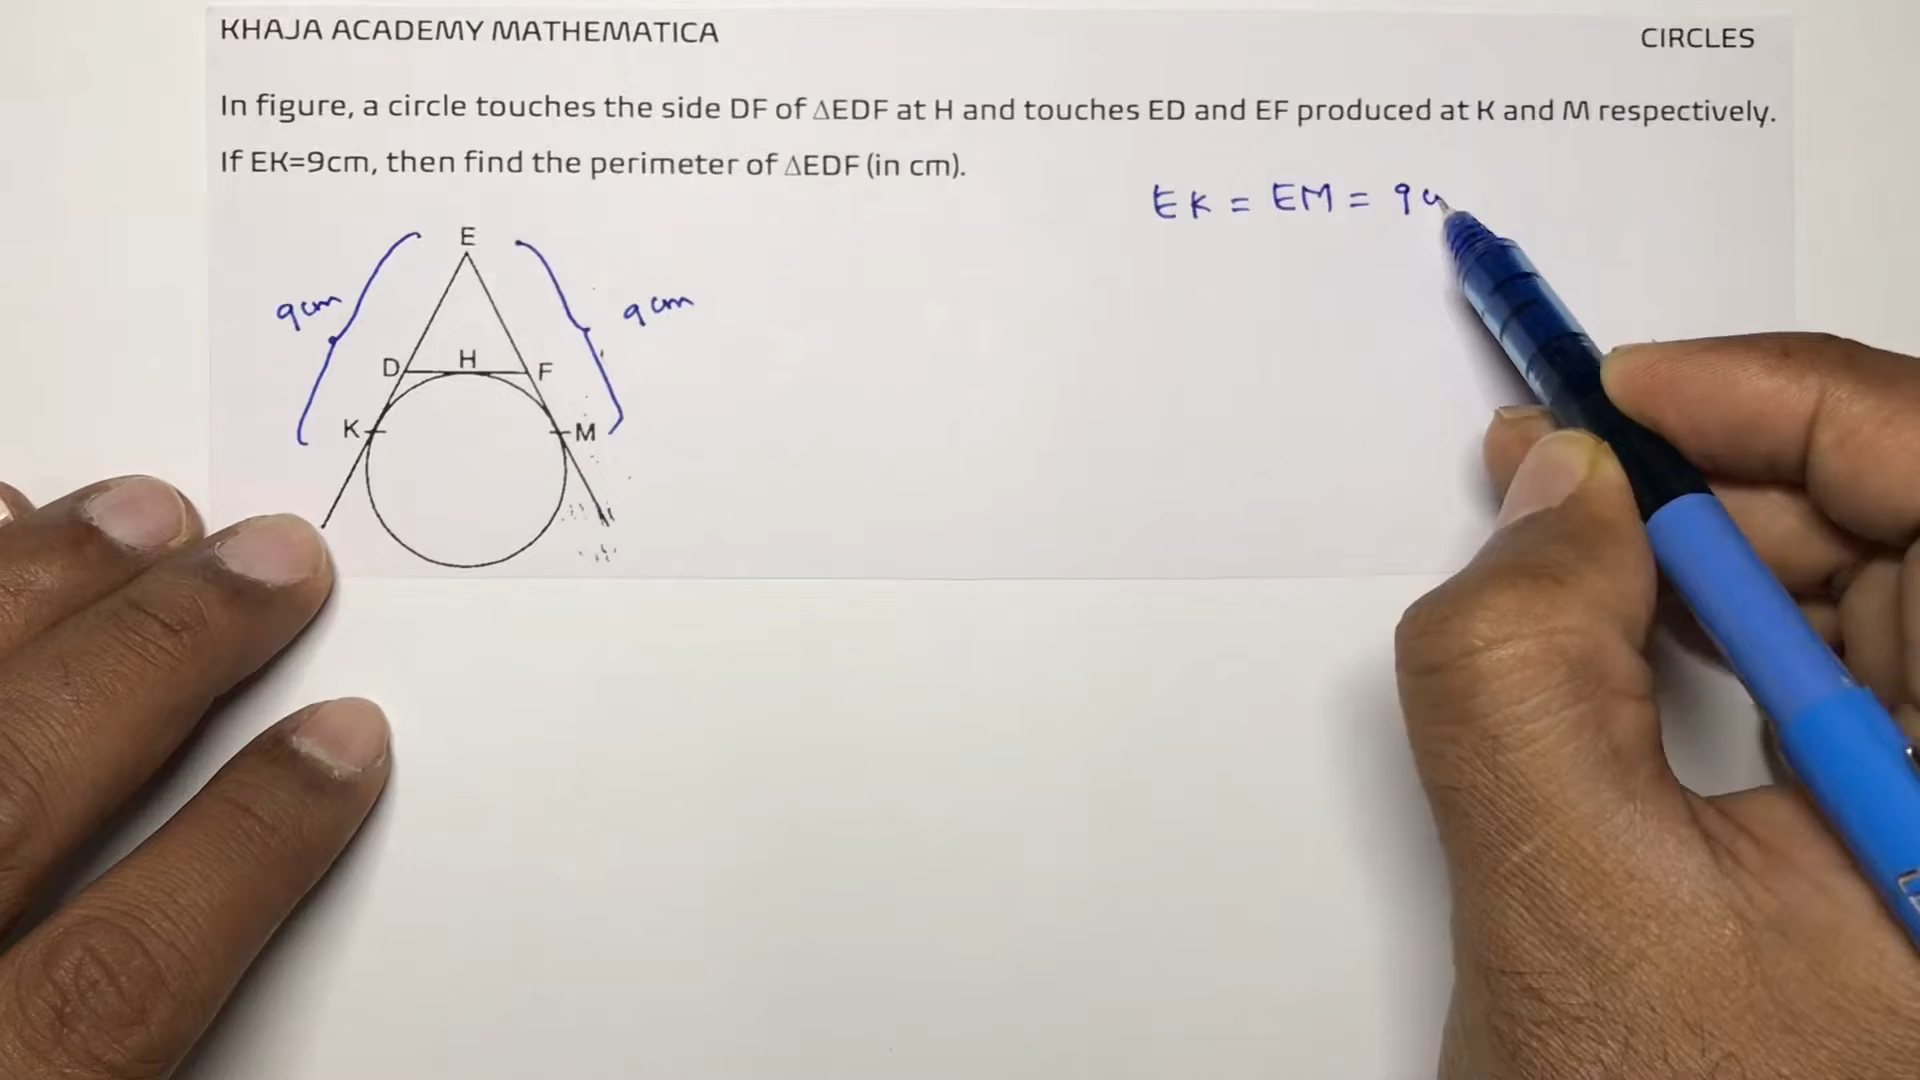 KHAJA ACADEMY MATHEMATICA
CIRCLES
In figure, a circle touches the side DF of ΔEDF at H and touches ED and EF produced at K and M respectively.
If EK=9cm, then find the perimeter of ΔEDF (in cm).
EK = EM = 9
E
9cm
9cm
D
H
F
K
M